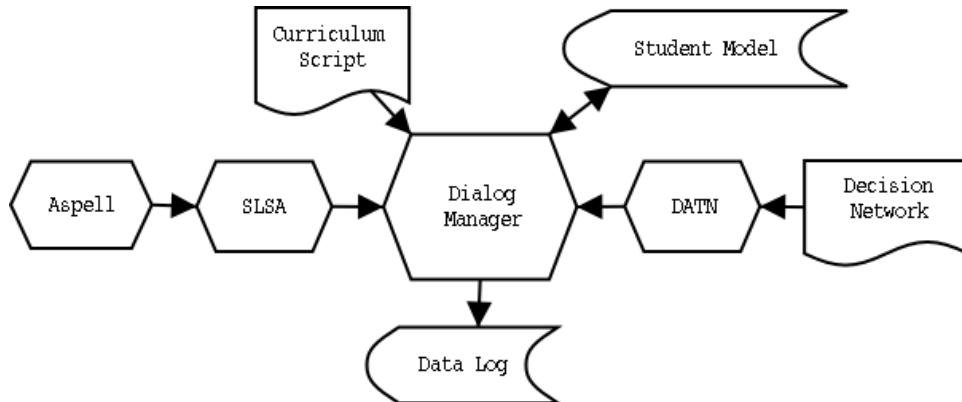 Curriculum
Script
Student Model
Aspell
SLSA
Dialog
Manager
DATN
Decision
Network
Data Log